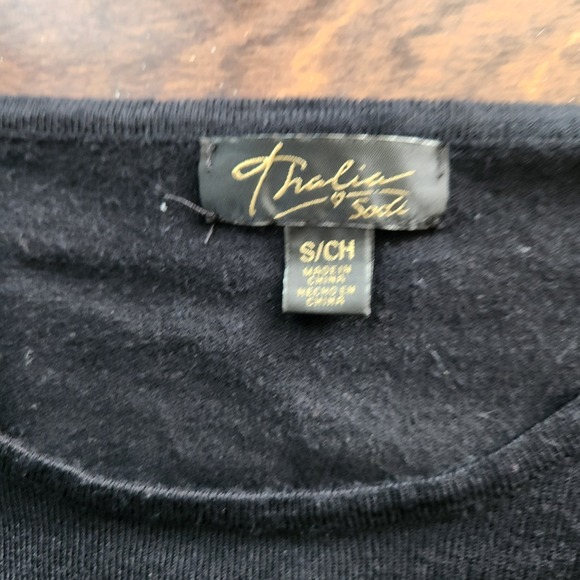 Thalia
Sodi
S/CH
MADE IN
CHINA
HECHO EN
CHINA